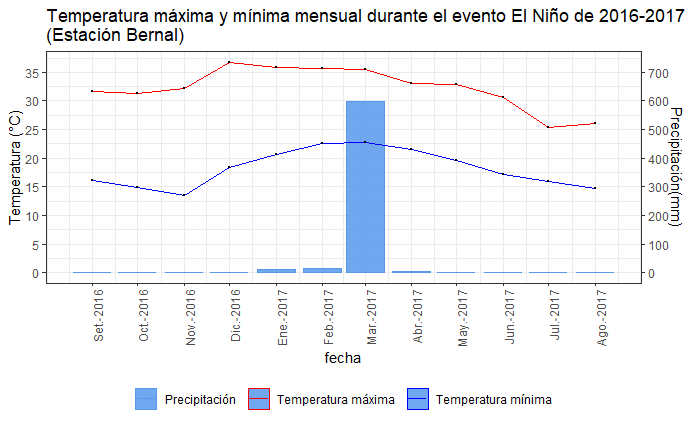 Temperatura máxima y mínima mensual durante el evento El Niño de 2016-2017
(Estación Bernal)
Temperatura (°C)
35
30
25
20
15
10
5
0
700
600
500
400
300
200
100
0
Precipitación(mm)
Set.-2016
Oct.-2016
Nov.-2016
Dic.-2016
Ene.-2017
Feb.-2017
Mar.-2017
Abr.-2017
May.-2017
Jun.-2017
Jul.-2017
Ago.-2017
fecha
Precipitación
Temperatura máxima
Temperatura mínima